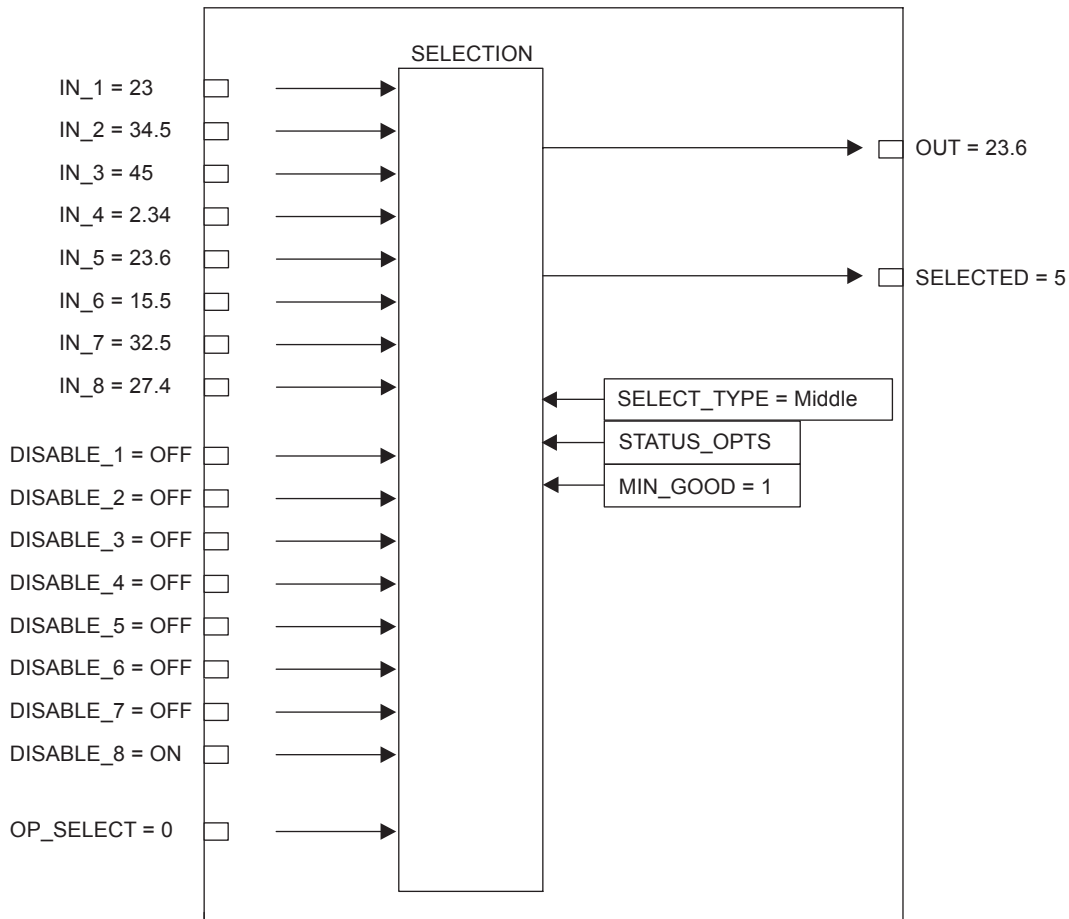 SELECTION
IN_1 = 23
IN_2 = 34.5
IN_3 = 45
IN_4 = 2.34
IN_5 = 23.6
IN_6 = 15.5
IN_7 = 32.5
IN_8 = 27.4
DISABLE_1 = OFF
DISABLE_2 = OFF
DISABLE_3 = OFF
DISABLE_4 = OFF
DISABLE_5 = OFF
DISABLE_6 = OFF
DISABLE_7 = OFF
DISABLE_8 = ON
OP_SELECT = 0
OUT = 23.6
SELECTED = 5
SELECT_TYPE = Middle
STATUS_OPTS
MIN_GOOD = 1